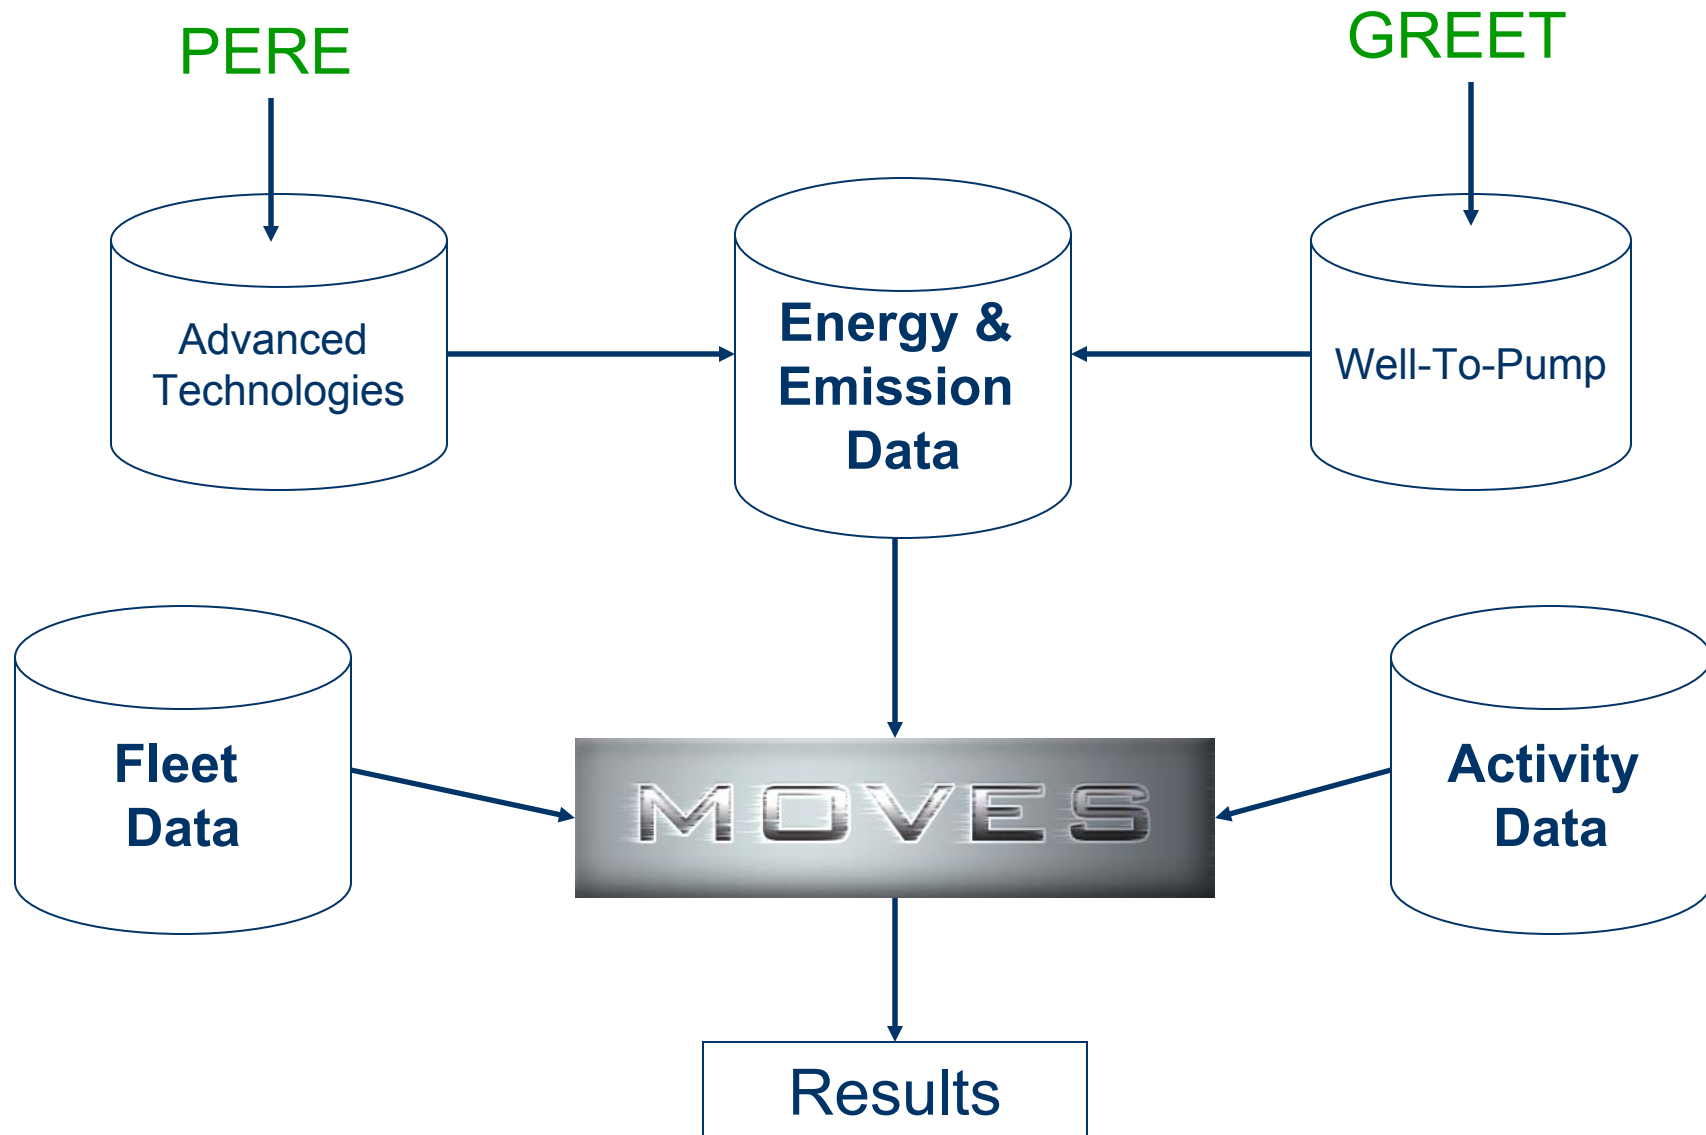 PERE
GREET
Advanced
Technologies
Energy &
Emission
Data
Well-To-Pump
Fleet
Data
MOVES
Activity
Data
Results